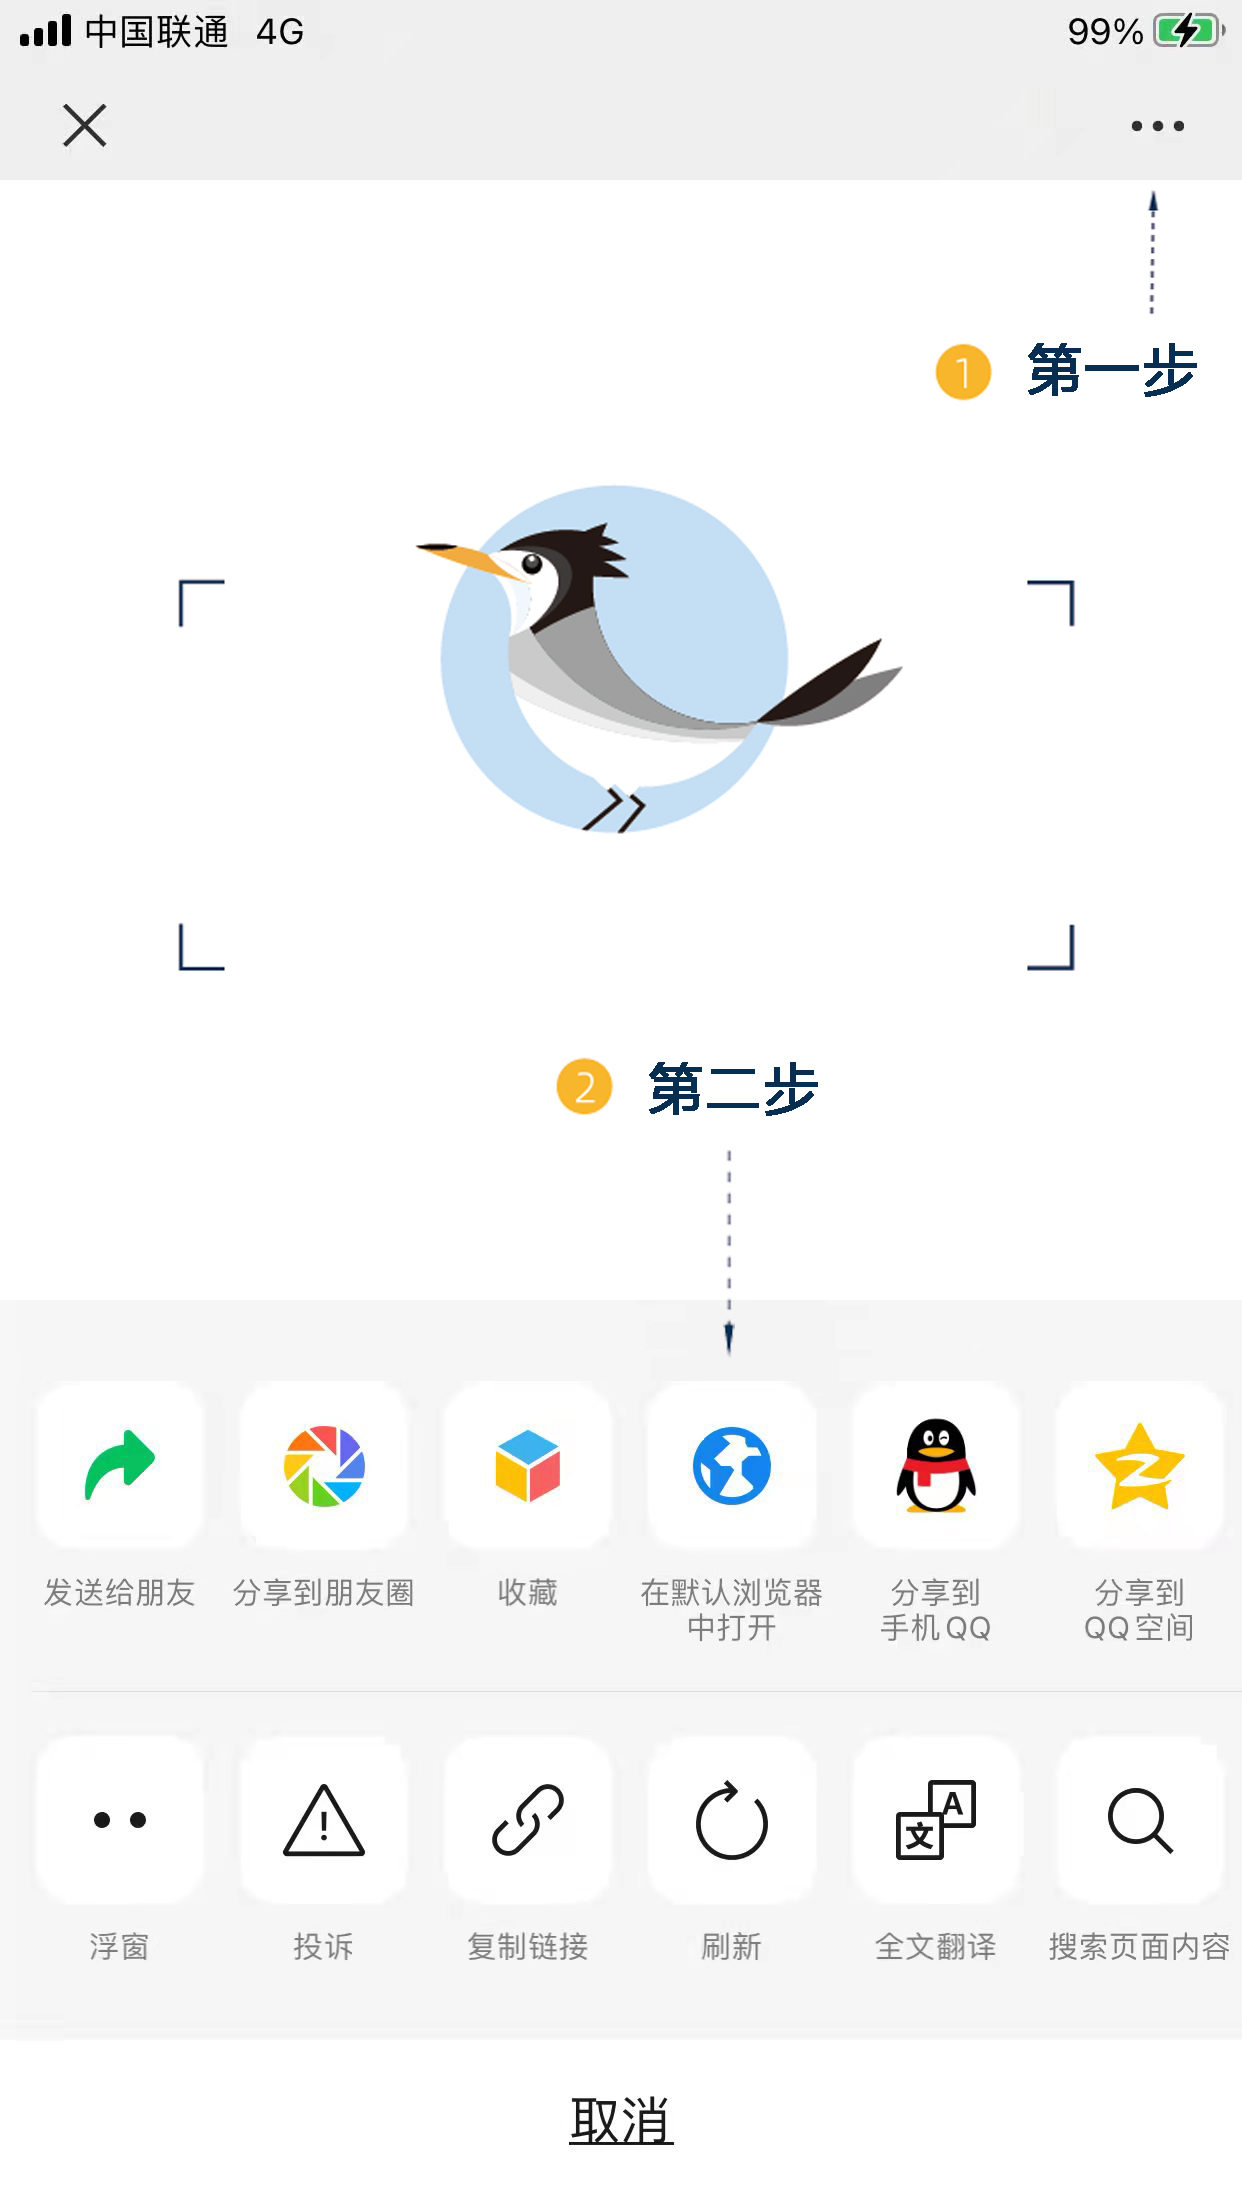 中国联通 4G
99%
1 第一步
2 第二步
发送给朋友
分享到朋友圈
收藏
在默认浏览器
中打开
分享到
手机QQ
分享到
QQ空间
浮窗
投诉
复制链接
刷新
A
文
全文翻译
搜索页面内容
取消